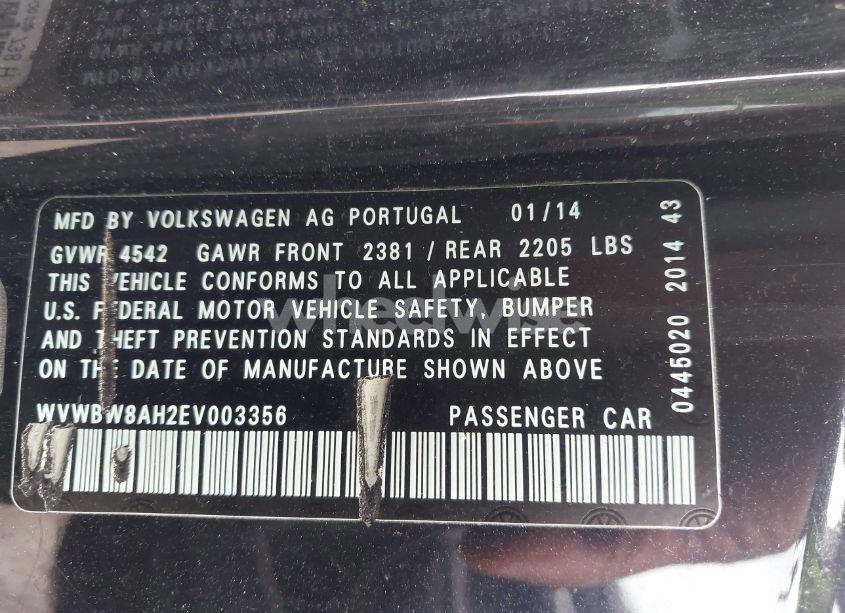 MFD BY VOLKSWAGEN AG PORTUGAL 01/14
GVWR 4542 GAWR FRONT 2381 / REAR 2205 LBS
THIS VEHICLE CONFORMS TO ALL APPLICABLE
U.S. FEDERAL MOTOR VEHICLE SAFETY, BUMPER
AND THEFT PREVENTION STANDARDS IN EFFECT
ON THE DATE OF MANUFACTURE SHOWN ABOVE
WVWBW8AH2EV003356 PASSENGER CAR
0445020 2014 43
wheelwise